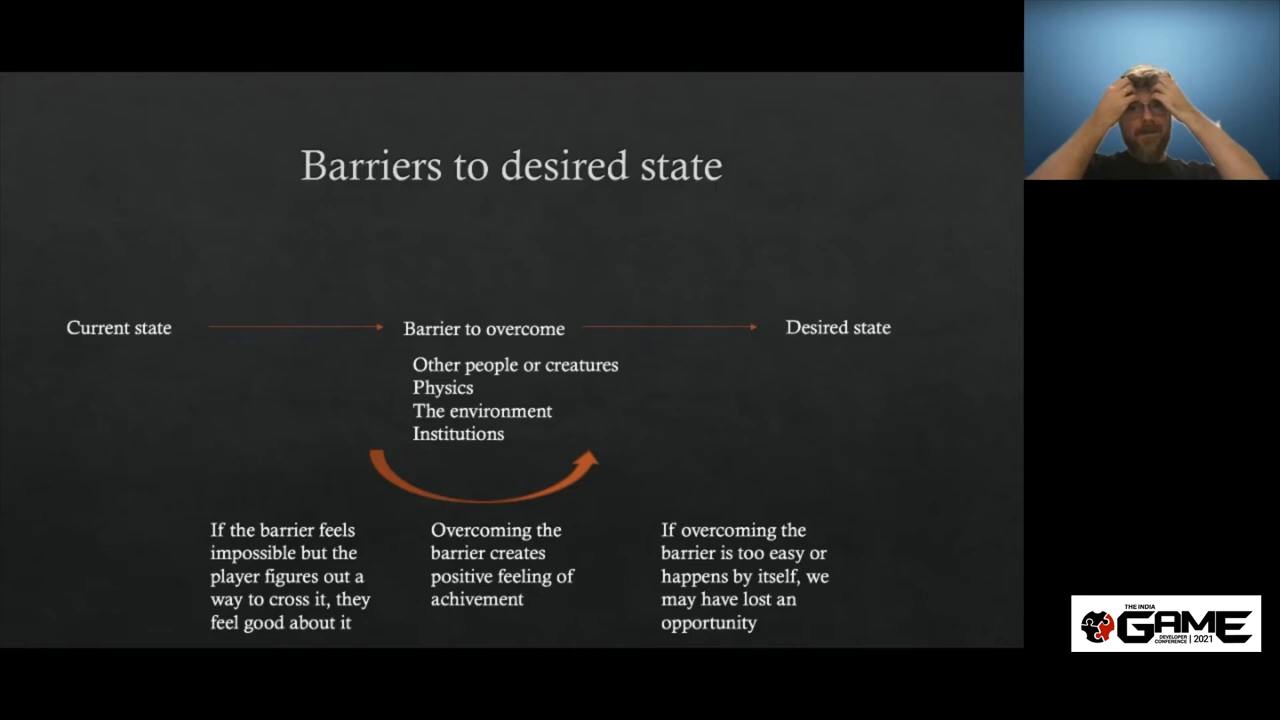 Barriers to desired state
Current state
Barrier to overcome
Desired state
Other people or creatures
Physics
The environment
Institutions
If the barrier feels
impossible but the
player figures out a
way to cross it, they
feel good about it
Overcoming the
barrier creates
positive feeling of
achivement
If overcoming the
barrier is too easy or
happens by itself, we
may have lost an
opportunity
THE INDIA
GAME
DEVELOPER
CONFERENCE | 2021